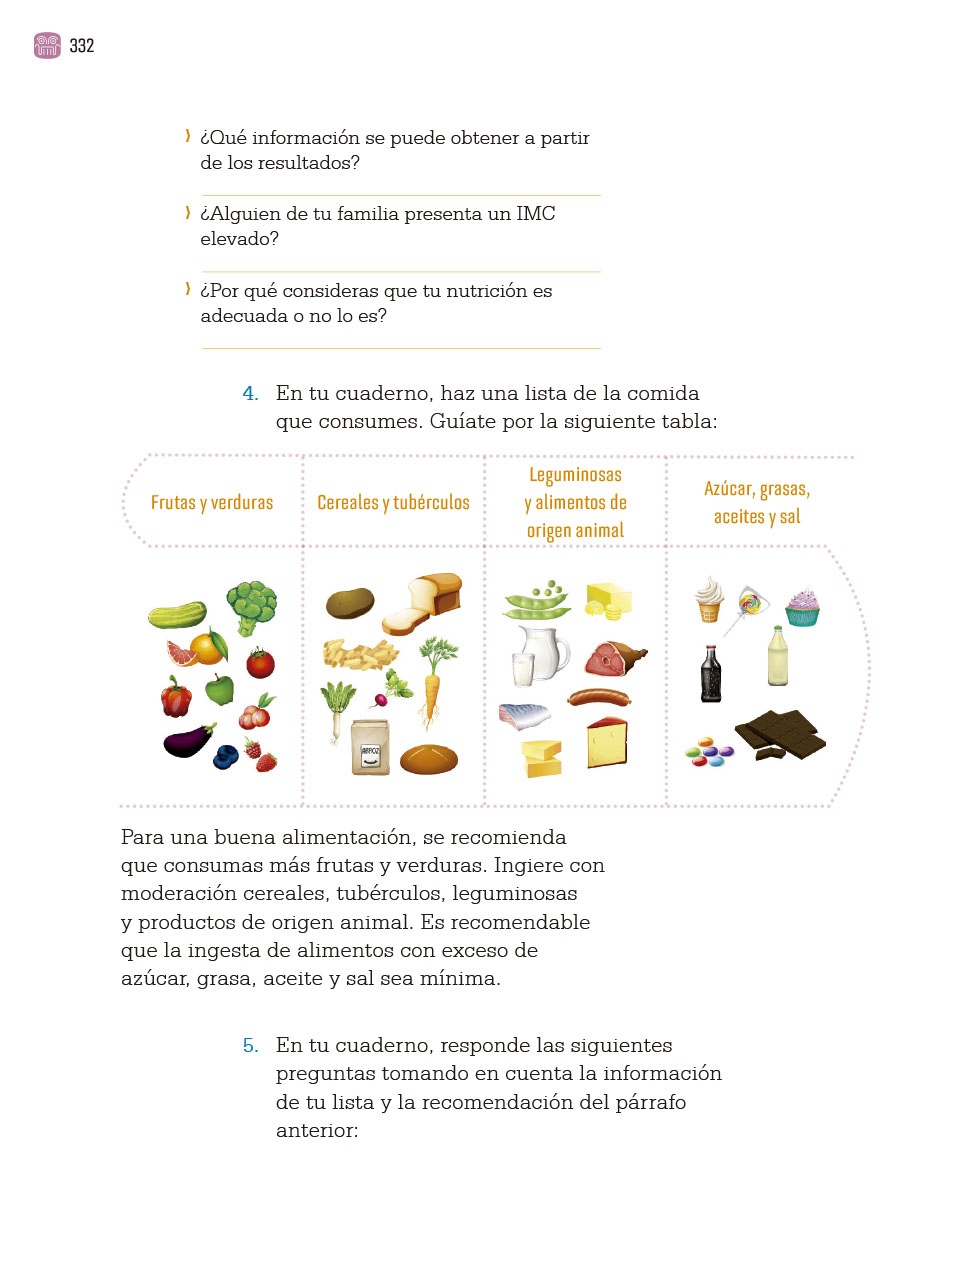 332
¿Qué información se puede obtener a partir
de los resultados?
¿Alguien de tu familia presenta un IMC
elevado?
¿Por qué consideras que tu nutrición es
adecuada o no lo es?
4. En tu cuaderno, haz una lista de la comida
que consumes. Guíate por la siguiente tabla:
Frutas y verduras
Cereales y tubérculos
Leguminosas
y alimentos de
origen animal
Azúcar, grasas,
aceites y sal
ARROZ
Para una buena alimentación, se recomienda
que consumas más frutas y verduras. Ingiere con
moderación cereales, tubérculos, leguminosas
y productos de origen animal. Es recomendable
que la ingesta de alimentos con exceso de
azúcar, grasa, aceite y sal sea mínima.
5. En tu cuaderno, responde las siguientes
preguntas tomando en cuenta la información
de tu lista y la recomendación del párrafo
anterior: